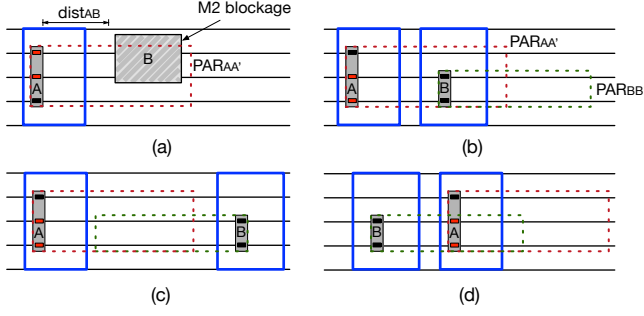 distAB
M2 blockage
B
PARAA'
A
(a)
PARAA'
A
B
PARBB
(b)
A
B
(c)
B
A
(d)